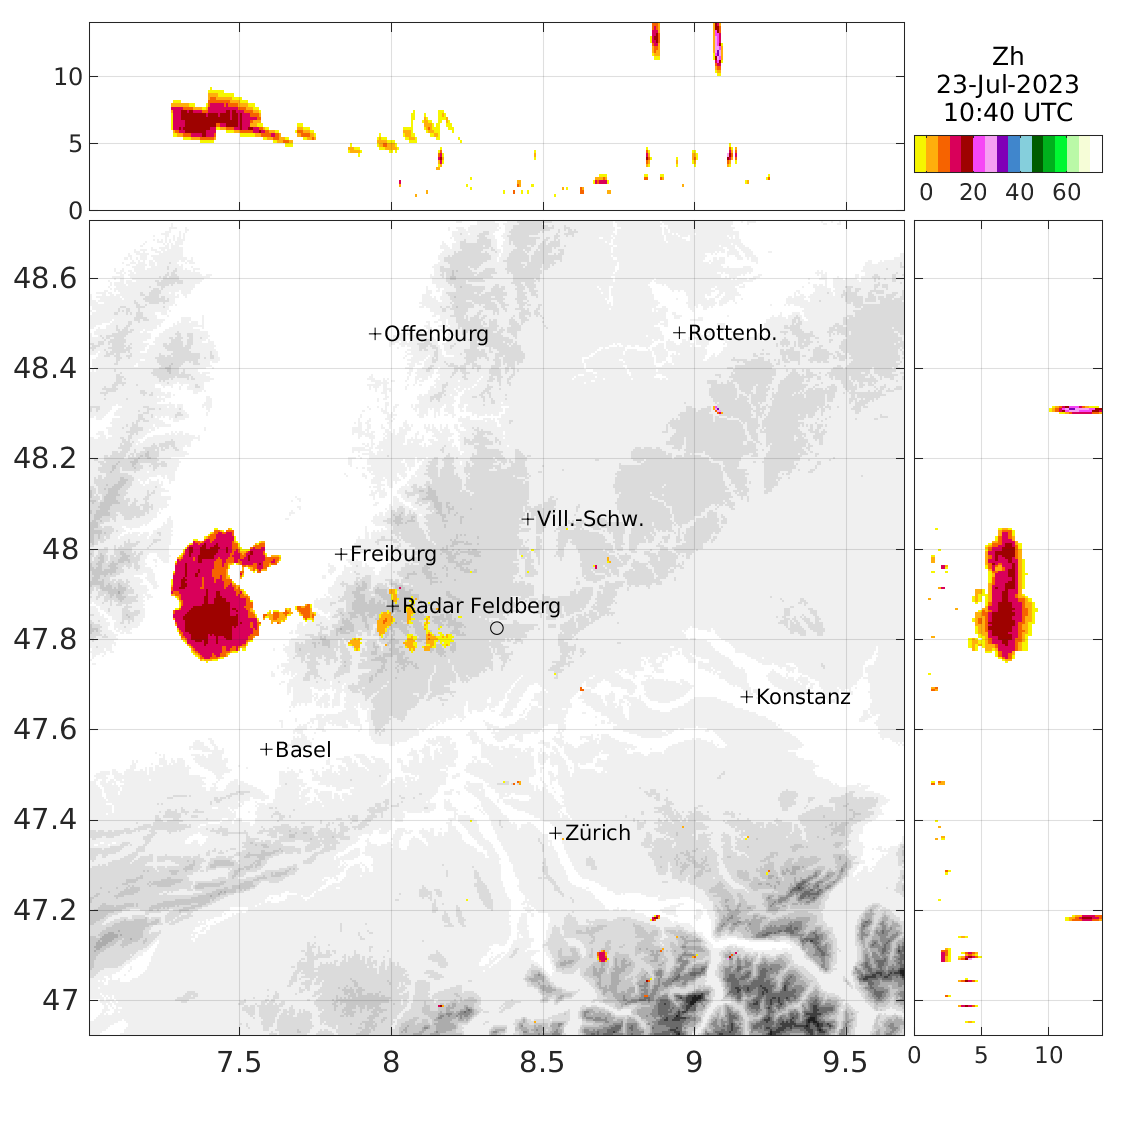 10
5
0
Zh
23-Jul-2023
10:40 UTC
0 20 40 60
48.6
48.4
48.2
48
47.8
47.6
47.4
47.2
47
Offenburg
Rottenb.
Vill.-Schw.
Freiburg
Radar Feldberg
Konstanz
Basel
Zürich
7.5 8 8.5 9 9.5
0 5 10